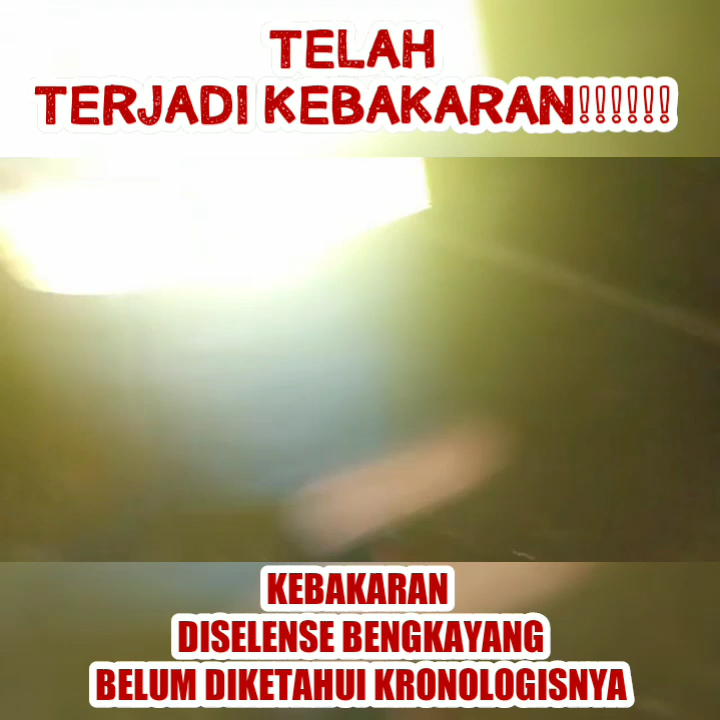 TELAH
TERJADI KEBAKARAN!!!!!!
KEBAKARAN
DISELENSE BENGKAYANG
BELUM DIKETAHUI KRONOLOGISNYA